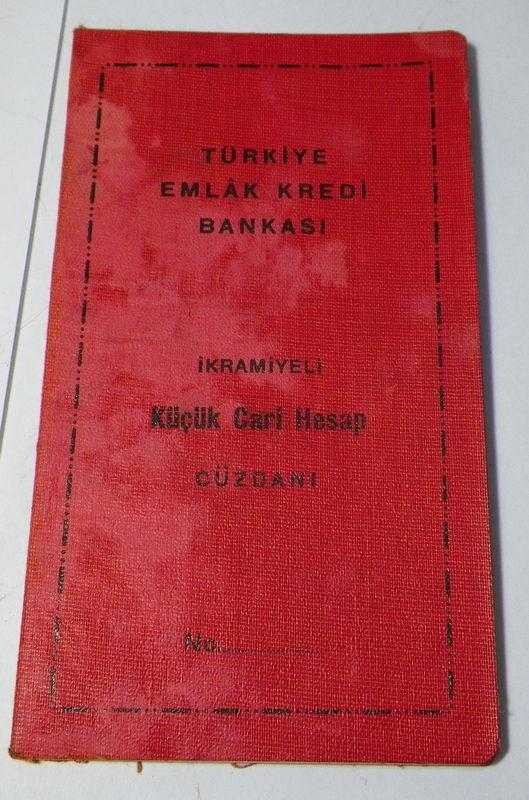 TÜRKİYE
EMLÂK KREDİ
BANKASI
İKRAMİYELİ
Küçük Cari Hesap
CÜZDANI
No...............